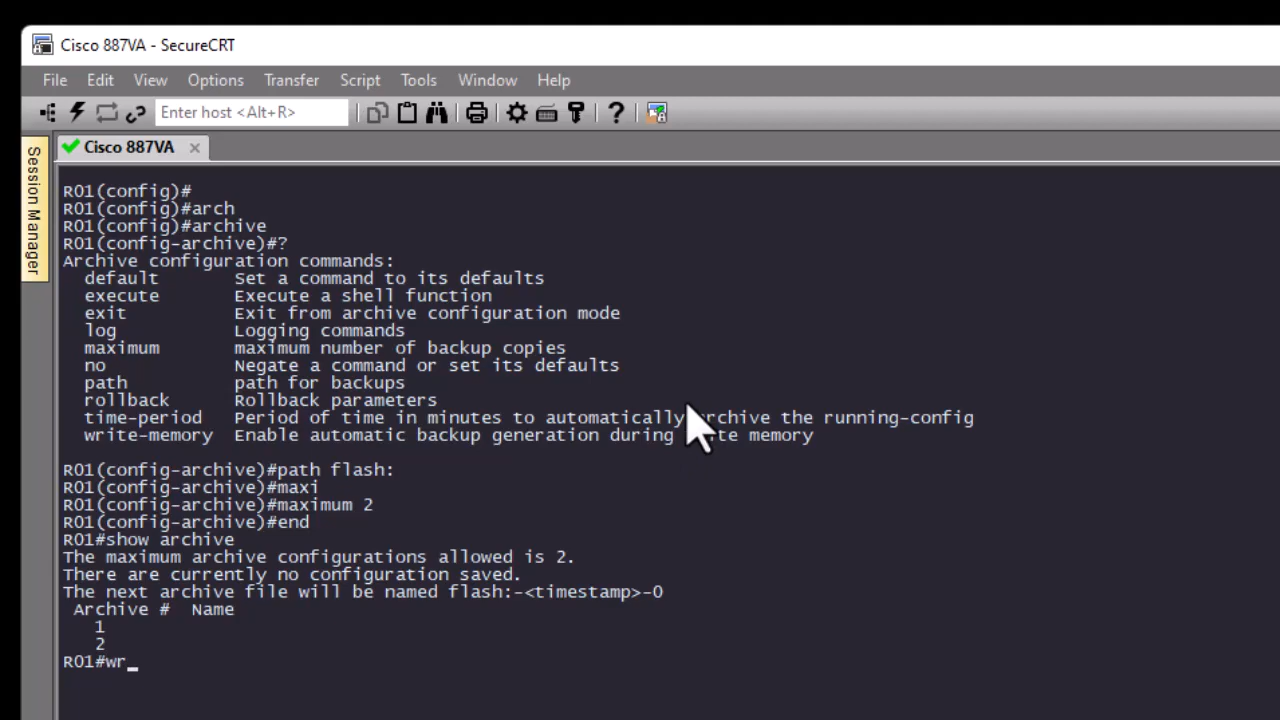 Cisco 887VA - SecureCRT
File Edit View Options Transfer Script Tools Window Help
Enter host <Alt+R>
Session Manager
Cisco 887VA
R01(config)#
R01(config)#arch
R01(config)#archive
R01(config-archive)#?
Archive configuration commands:
  default       Set a command to its defaults
  execute       Execute a shell function
  exit          Exit from archive configuration mode
  log           Logging commands
  maximum       maximum number of backup copies
  no            Negate a command or set its defaults
  path          path for backups
  rollback      Rollback parameters
  time-period   Period of time in minutes to automatically archive the running-config
  write-memory  Enable automatic backup generation during write memory
R01(config-archive)#path flash:
R01(config-archive)#maxi
R01(config-archive)#maximum 2
R01(config-archive)#end
R01#show archive
The maximum archive configurations allowed is 2.
There are currently no configuration saved.
The next archive file will be named flash:-<timestamp>-0
 Archive #  Name
   1
   2
R01#wr_